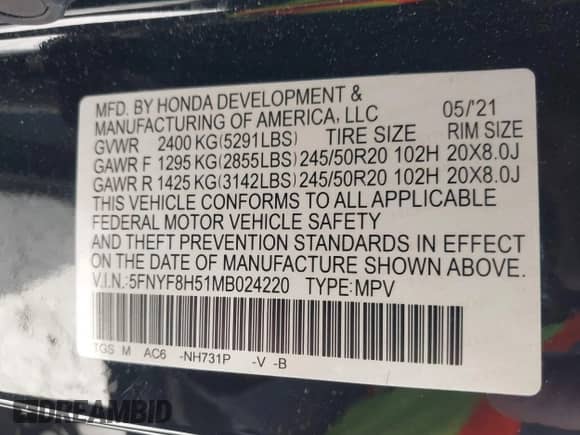 MFD. BY HONDA DEVELOPMENT &
MANUFACTURING OF AMERICA, LLC 05/'21
GVWR 2400 KG(5291LBS) TIRE SIZE RIM SIZE
GAWR F 1295 KG(2855LBS) 245/50R20 102H 20X8.0J
GAWR R 1425 KG(3142LBS) 245/50R20 102H 20X8.0J
THIS VEHICLE CONFORMS TO ALL APPLICABLE
FEDERAL MOTOR VEHICLE SAFETY
AND THEFT PREVENTION STANDARDS IN EFFECT
ON THE DATE OF MANUFACTURE SHOWN ABOVE.
V.I.N.:5FNYF8H51MB024220 TYPE:MPV
TGS M AC6 -NH731P -V -B
DREAMBID